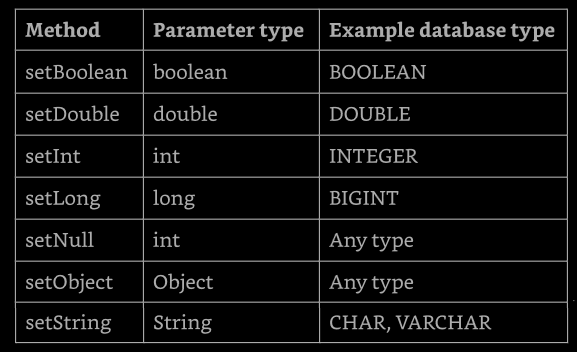 Method Parameter type Example database type
setBoolean boolean BOOLEAN
setDouble double DOUBLE
setInt int INTEGER
setLong long BIGINT
setNull int Any type
setObject Object Any type
setString String CHAR, VARCHAR